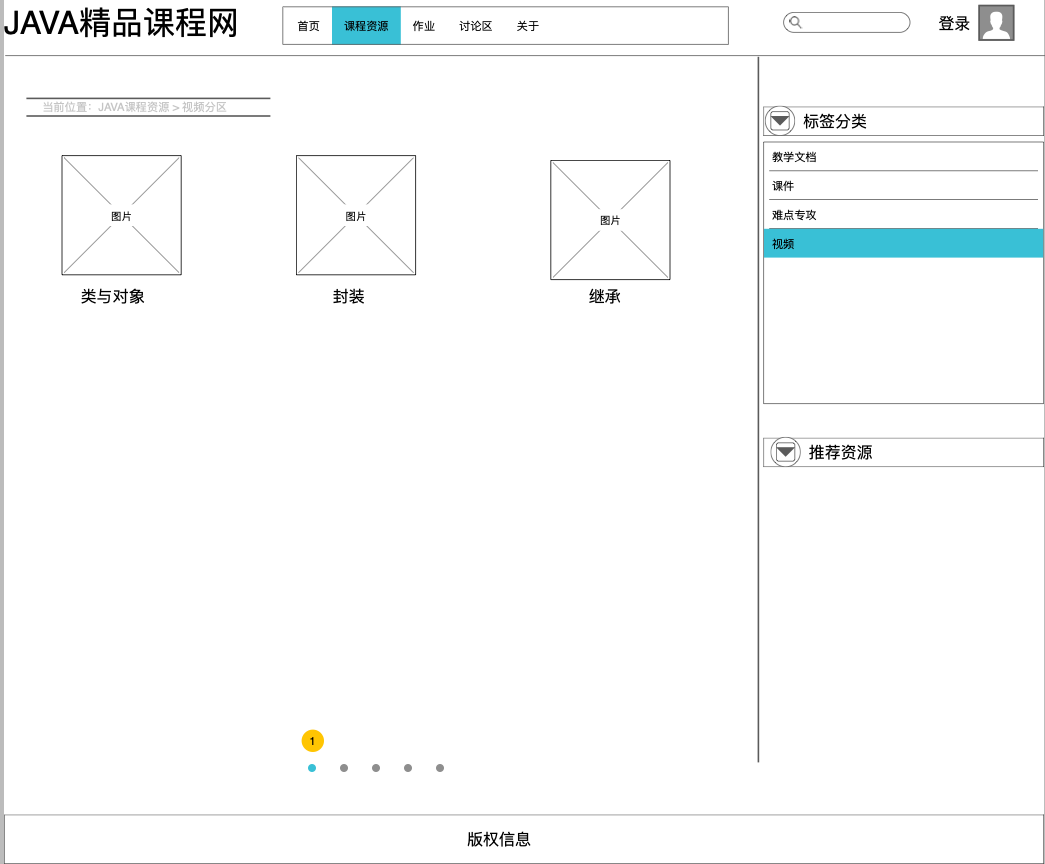 JAVA精品课程网
首页 课程资源 作业 讨论区 关于
登录
当前位置：JAVA课程资源 > 视频分区
图片
图片
图片
类与对象
封装
继承
标签分类
教学文档
课件
难点专攻
视频
推荐资源
1
版权信息